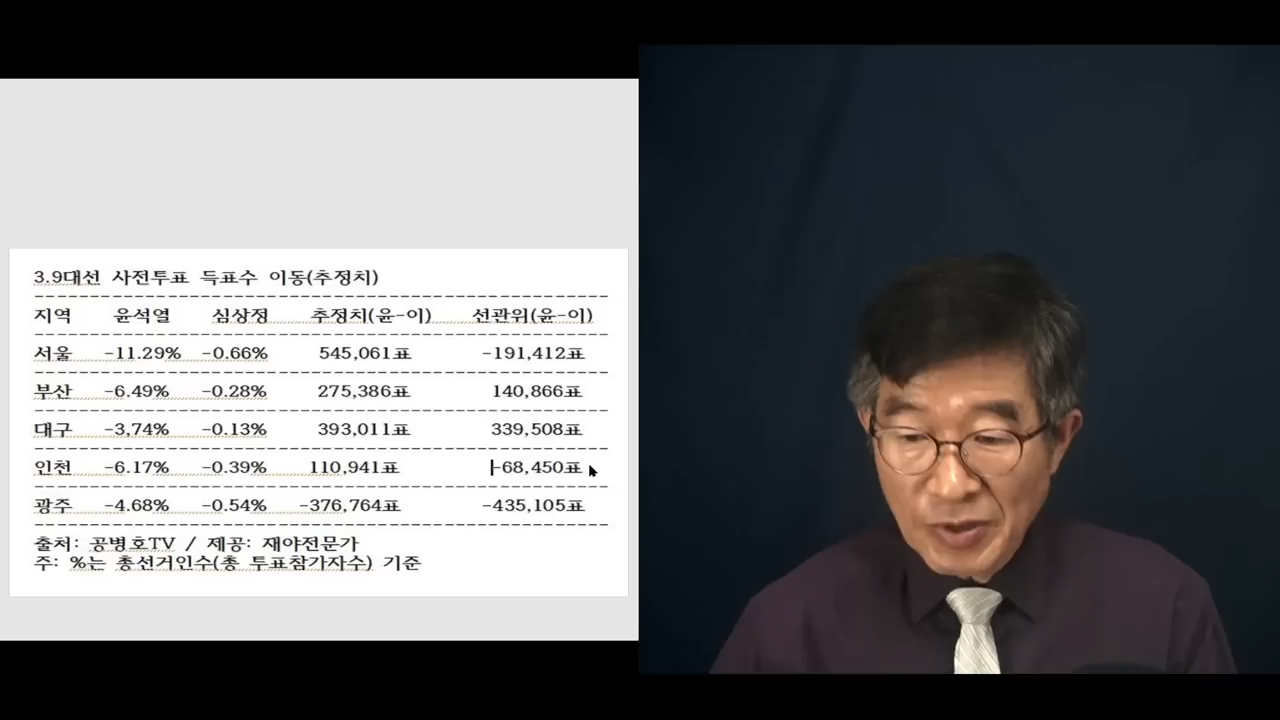 3.9대선 사전투표 득표수 이동(추정치)
지역 윤석열 심상정 추정치(윤-이) 선관위(윤-이)
서울 -11.29% -0.66% 545,061표 -191,412표
부산 -6.49% -0.28% 275,386표 140,866표
대구 -3,74% -0.13% 393,011표 339,508표
인천 -6.17% -0.39% 110,941표 -68,450표
광주 -4.68% -0.54% -376,764표 -435,105표
출처: 공병호TV / 제공: 재야전문가
주: %는 총선거인수(총 투표참가자수) 기준